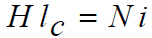 H l_c = N i